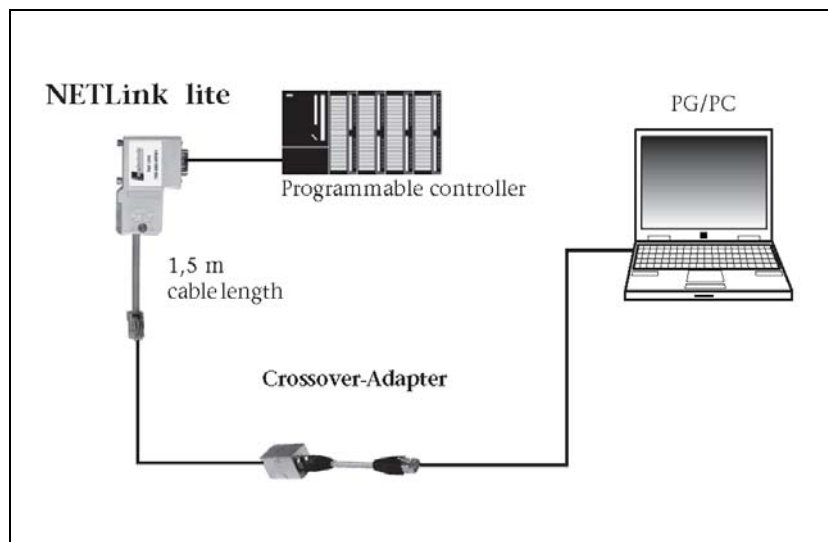 NETLink lite
PG/PC
Programmable controller
1,5 m
cable length
Crossover-Adapter